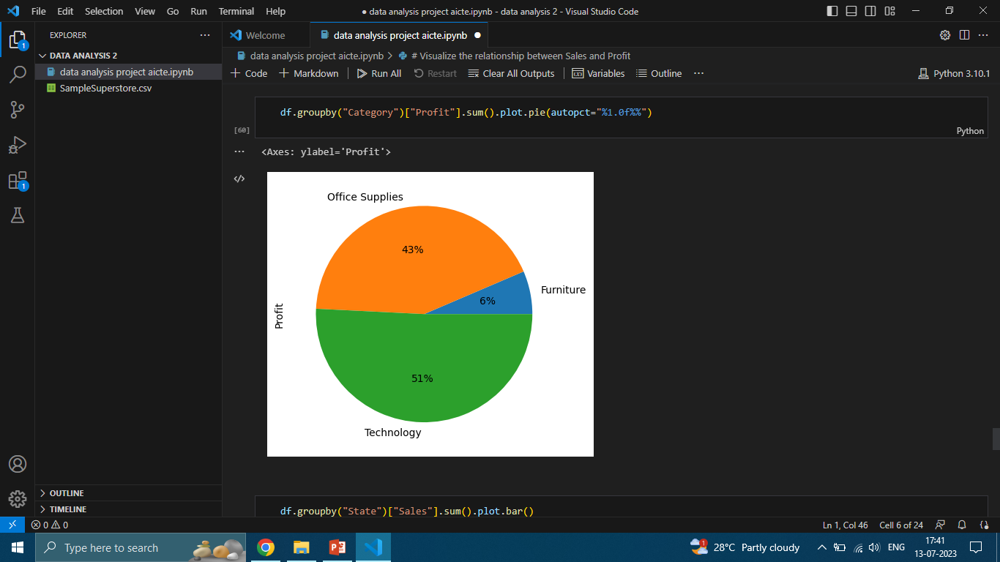 File Edit Selection View Go Run Terminal Help
● data analysis project aicte.ipynb - data analysis 2 - Visual Studio Code
EXPLORER
DATA ANALYSIS 2
data analysis project aicte.ipynb
SampleSuperstore.csv
OUTLINE
TIMELINE
1
1
Welcome
data analysis project aicte.ipynb ●
data analysis project aicte.ipynb > # Visualize the relationship between Sales and Profit
+ Code + Markdown Run All Restart Clear All Outputs Variables Outline ... Python 3.10.1
df.groupby("Category")["Profit"].sum().plot.pie(autopct="%1.0f%%")
[60]
Python
... <Axes: ylabel='Profit'>
Office Supplies
43%
Furniture
6%
Profit
51%
Technology
df.groupby("State")["Sales"].sum().plot.bar()
0 0
Ln 1, Col 46 Cell 6 of 24
Type here to search
1
28°C Partly cloudy
ENG
17:41
13-07-2023